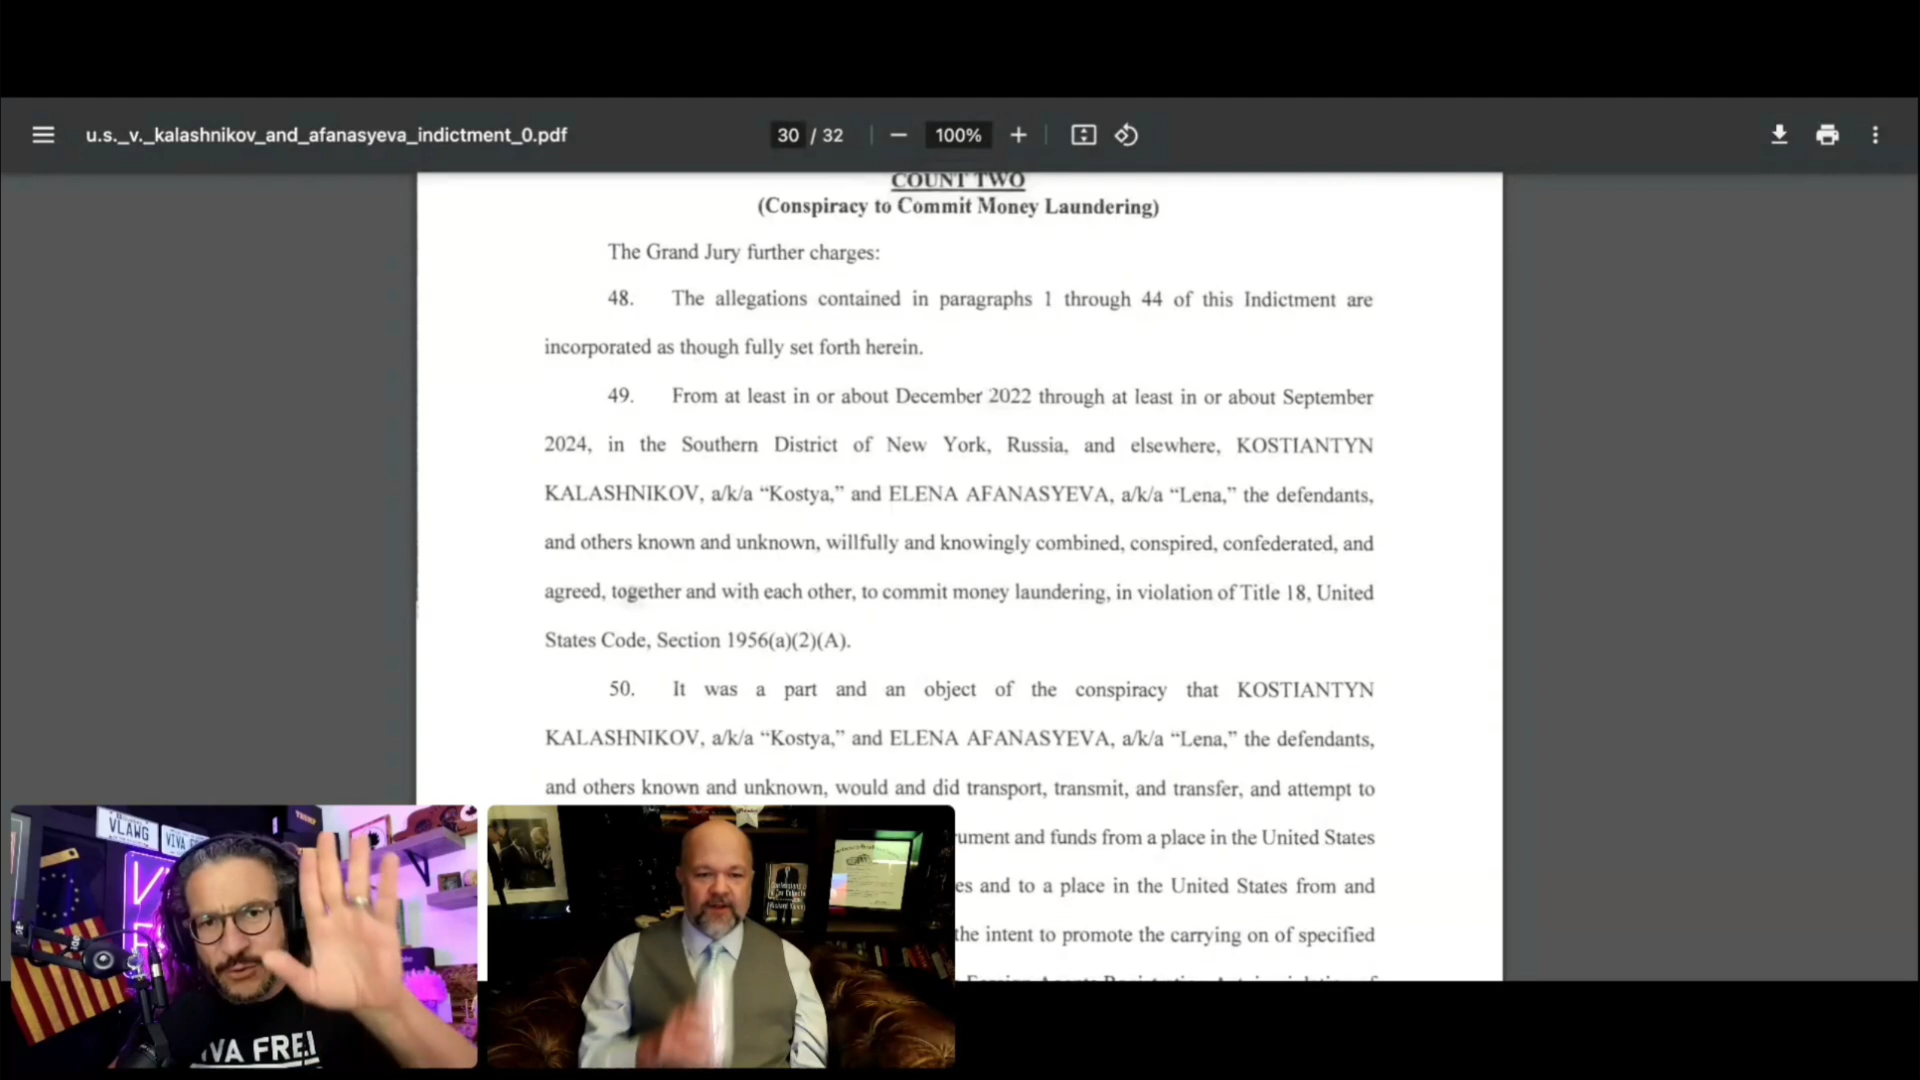 u.s._v._kalashnikov_and_afanasyeva_indictment_0.pdf
30 / 32
100%
COUNT TWO
(Conspiracy to Commit Money Laundering)
The Grand Jury further charges:
48. The allegations contained in paragraphs 1 through 44 of this Indictment are
incorporated as though fully set forth herein.
49. From at least in or about December 2022 through at least in or about September
2024, in the Southern District of New York, Russia, and elsewhere, KOSTIANTYN
KALASHNIKOV, a/k/a “Kostya,” and ELENA AFANASYEVA, a/k/a “Lena,” the defendants,
and others known and unknown, willfully and knowingly combined, conspired, confederated, and
agreed, together and with each other, to commit money laundering, in violation of Title 18, United
States Code, Section 1956(a)(2)(A).
50. It was a part and an object of the conspiracy that KOSTIANTYN
KALASHNIKOV, a/k/a “Kostya,” and ELENA AFANASYEVA, a/k/a “Lena,” the defendants,
and others known and unknown, would and did transport, transmit, and transfer, and attempt to
ument and funds from a place in the United States
es and to a place in the United States from and
the intent to promote the carrying on of specified
VLAWG
VIVA
VIVA FREI